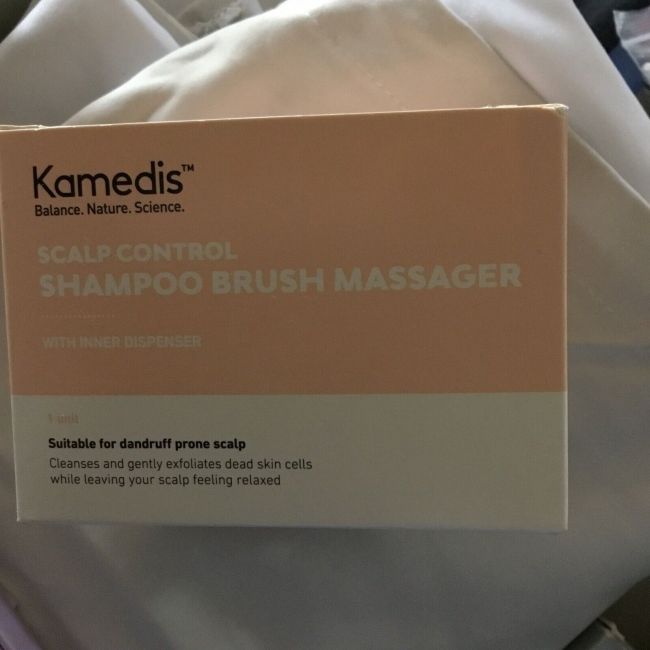 Kamedis™
Balance. Nature. Science.
SCALP CONTROL
SHAMPOO BRUSH MASSAGER
WITH INNER DISPENSER
1 unit
Suitable for dandruff prone scalp
Cleanses and gently exfoliates dead skin cells
while leaving your scalp feeling relaxed